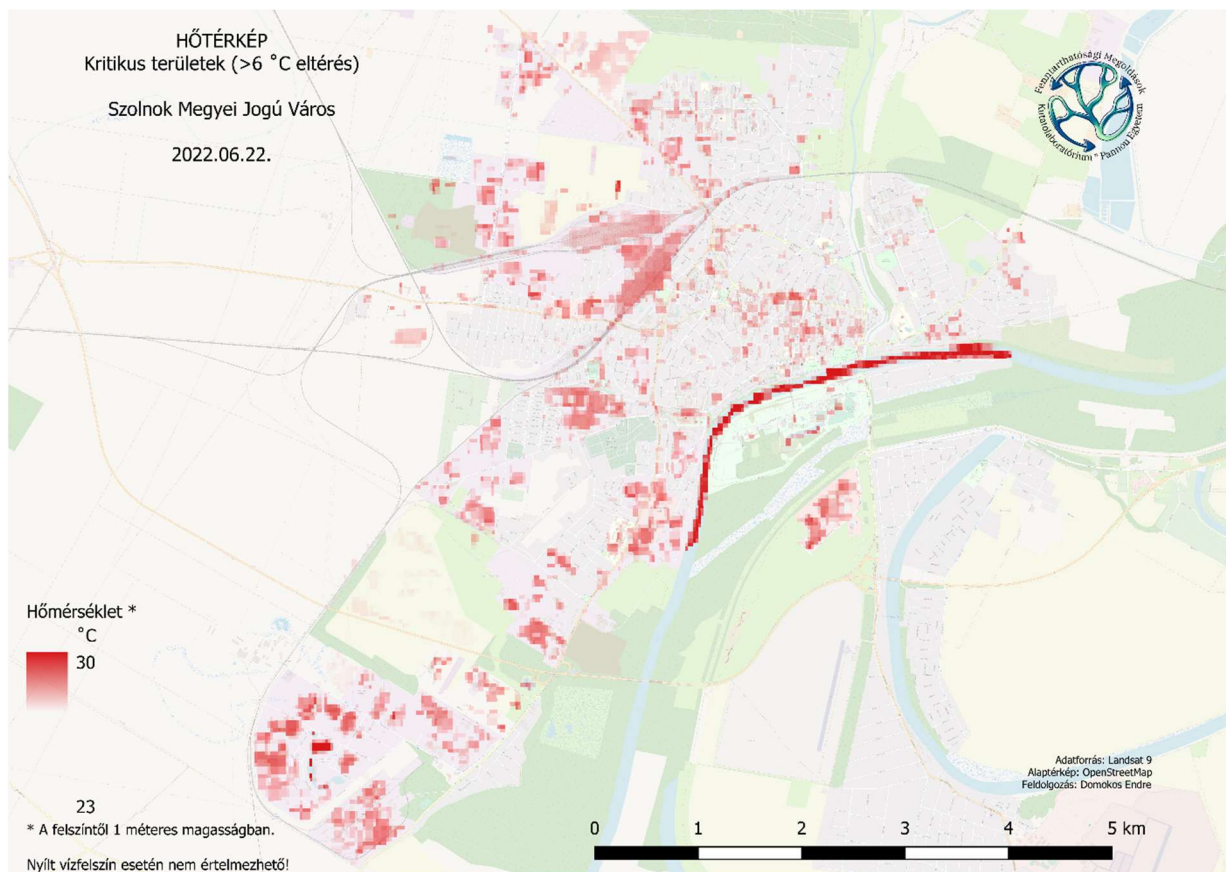 HŐTÉRKÉP
Kritikus területek (>6 °C eltérés)
Szolnok Megyei Jogú Város
2022.06.22.
Fenntarthatósági Megoldások
Kutatólaboratórium
Pannon Egyetem
Hőmérséklet *
°C
30
23
* A felszíntől 1 méteres magasságban.
Nyílt vízfelszín esetén nem értelmezhető!
Adatforrás: Landsat 9
Alaptérkép: OpenStreetMap
Feldolgozás: Domokos Endre
0 1 2 3 4 5 km